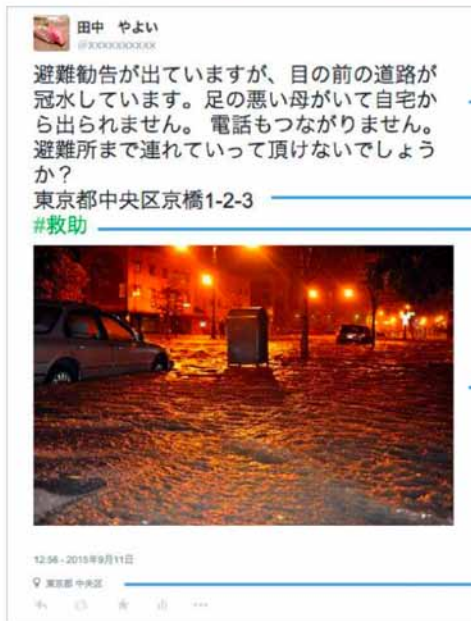 田中　やよい
@xxxxxxxxxx
避難勧告が出ていますが、目の前の道路が
冠水しています。足の悪い母がいて自宅か
ら出られません。 電話もつながりません。
避難所まで連れていって頂けないでしょう
か？
東京都中央区京橋1-2-3
#救助
12:56 - 2015年9月11日
東京都 中央区